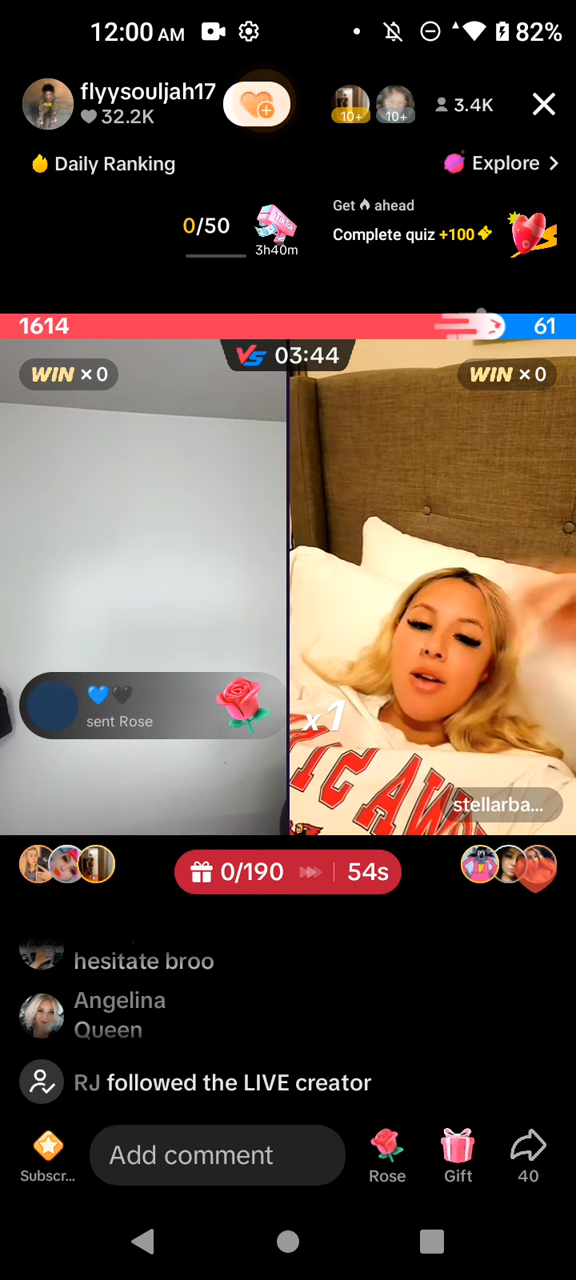 12:00 AM
82%
flyysouljah17
32.2K
10+
10+
3.4K
Daily Ranking
Explore
0/50
TikTok
3h40m
Get ahead
Complete quiz +100
1614
61
VS 03:44
WIN ×0
WIN ×0
sent Rose
x1
stellarba...
0/190
54s
hesitate broo
Angelina
Queen
RJ followed the LIVE creator
Subscr...
Add comment
Rose
Gift
40